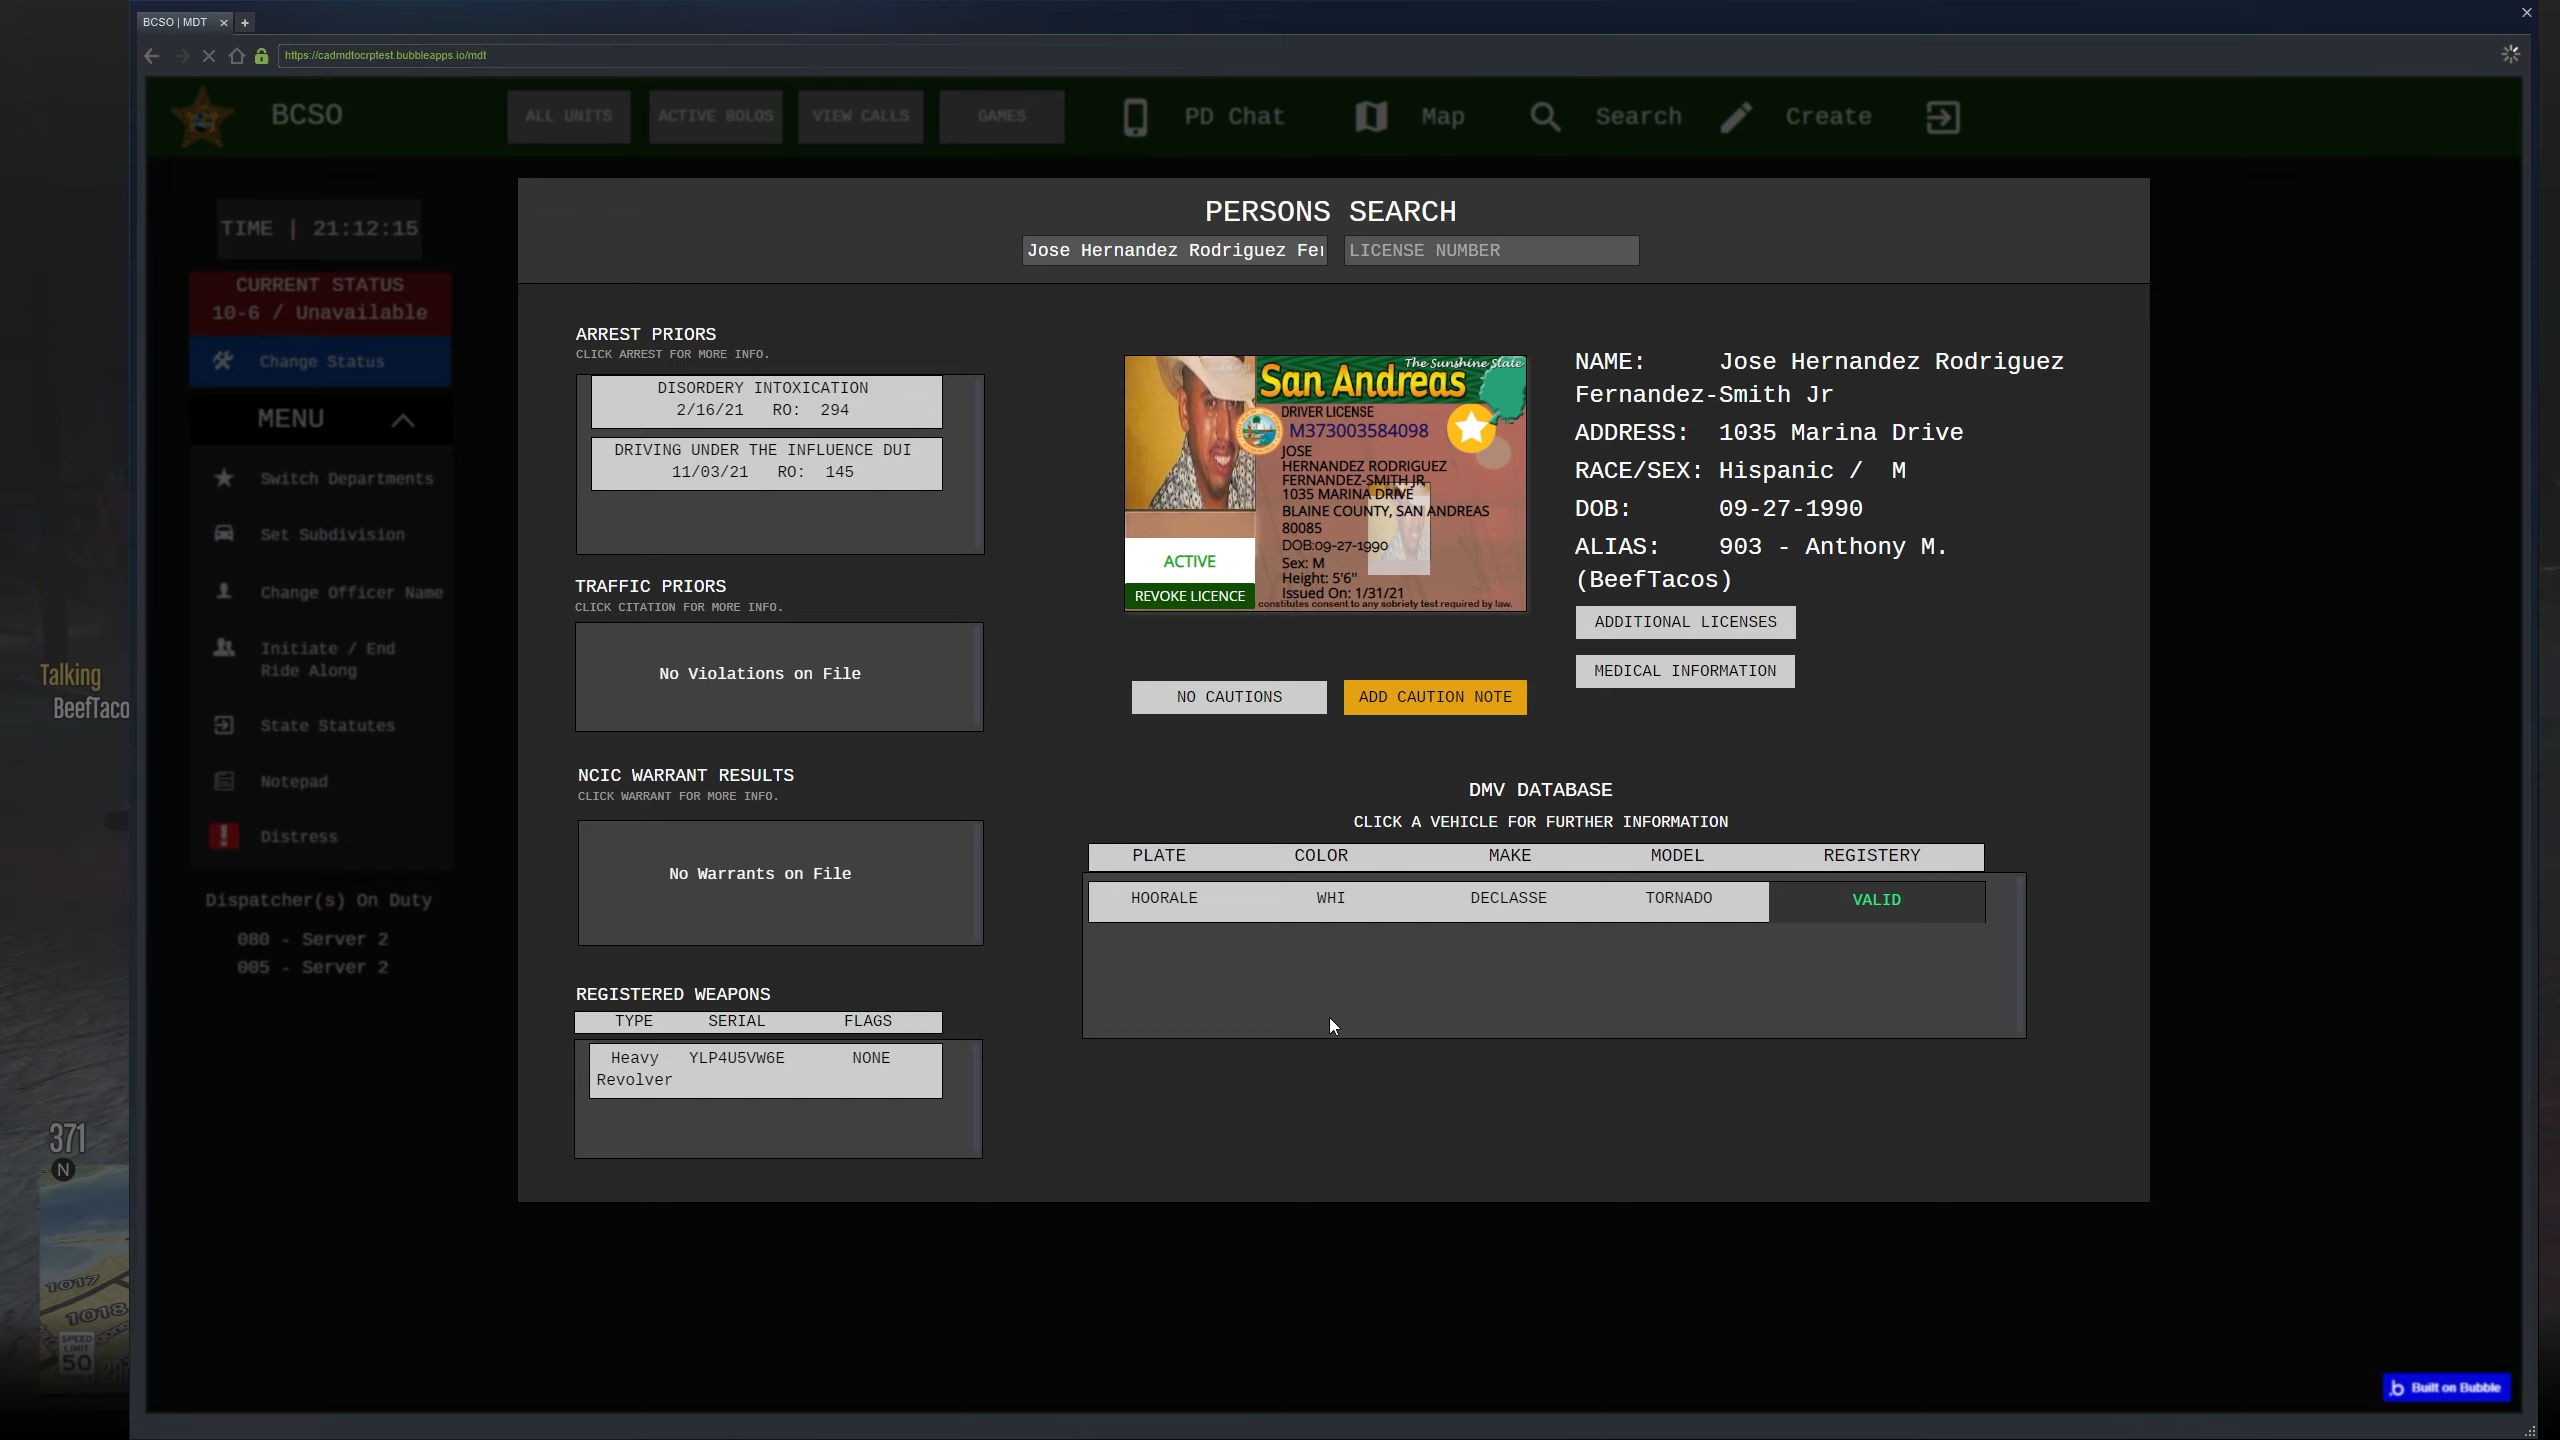 BCSO | MDT
https://cadmdtocrptest.bubbleapps.io/mdt
BCSO
ALL UNITS
ACTIVE BOLOS
VIEW CALLS
GAMES
PD Chat
Map
Search
Create
TIME | 21:12:15
CURRENT STATUS
10-6 / Unavailable
Change Status
MENU
Switch Departments
Set Subdivision
Change Officer Name
Initiate / End
Ride Along
State Statutes
Notepad
Distress
Dispatcher(s) On Duty
080 - Server 2
005 - Server 2
Talking
BeefTaco
371
N
1017
1018
SPEED
LIMIT
50
PERSONS SEARCH
Jose Hernandez Rodriguez Fer
LICENSE NUMBER
ARREST PRIORS
CLICK ARREST FOR MORE INFO.
DISORDERY INTOXICATION
2/16/21 RO: 294
DRIVING UNDER THE INFLUENCE DUI
11/03/21 RO: 145
TRAFFIC PRIORS
CLICK CITATION FOR MORE INFO.
No Violations on File
NCIC WARRANT RESULTS
CLICK WARRANT FOR MORE INFO.
No Warrants on File
REGISTERED WEAPONS
TYPE SERIAL FLAGS
Heavy YLP4U5VW6E NONE
Revolver
The Sunshine State
San Andreas
DRIVER LICENSE
M373003584098
JOSE
HERNANDEZ RODRIGUEZ
FERNANDEZ-SMITH JR
1035 MARINA DRIVE
BLAINE COUNTY, SAN ANDREAS
80085
DOB:09-27-1990
Sex: M
Height: 5'6"
Issued On: 1/31/21
constitutes consent to any sobriety test required by law.
ACTIVE
REVOKE LICENCE
NO CAUTIONS
ADD CAUTION NOTE
NAME: Jose Hernandez Rodriguez
Fernandez-Smith Jr
ADDRESS: 1035 Marina Drive
RACE/SEX: Hispanic / M
DOB: 09-27-1990
ALIAS: 903 - Anthony M.
(BeefTacos)
ADDITIONAL LICENSES
MEDICAL INFORMATION
DMV DATABASE
CLICK A VEHICLE FOR FURTHER INFORMATION
PLATE COLOR MAKE MODEL REGISTERY
HOORALE WHI DECLASSE TORNADO VALID
Built on Bubble